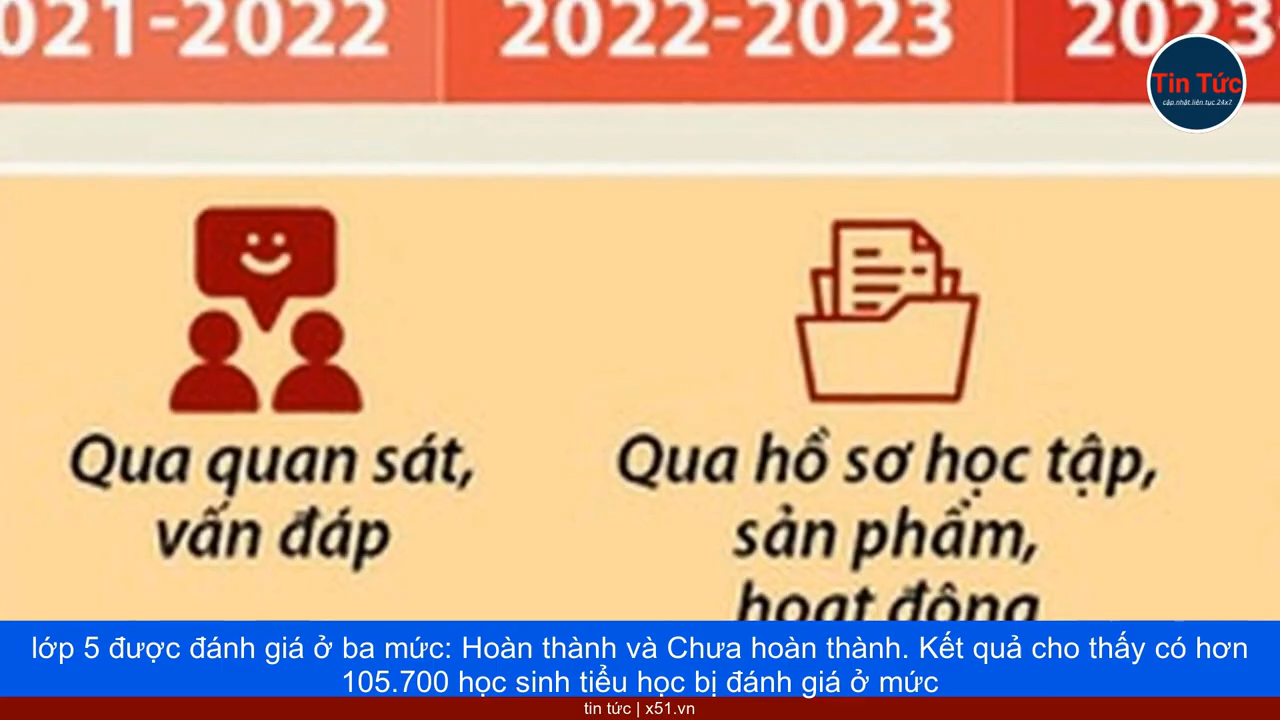 021-2022 2022-2023 2023
Tin Tức
cập nhật liên tục 24x7
Qua quan sát,
vấn đáp
Qua hồ sơ học tập,
sản phẩm,
hoạt động
lớp 5 được đánh giá ở ba mức: Hoàn thành và Chưa hoàn thành. Kết quả cho thấy có hơn
105.700 học sinh tiểu học bị đánh giá ở mức
tin tức | x51.vn